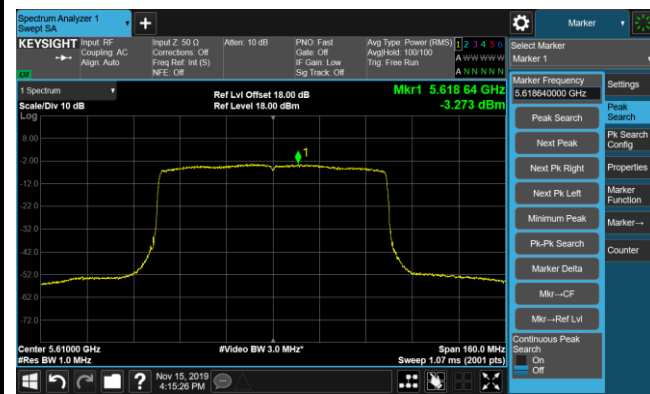 Spectrum Analyzer 1
Swept SA
+
Marker
KEYSIGHT
Input: RF
Coupling: AC
Align: Auto
Input Z: 50 Ω
Corrections: Off
Freq Ref: Int (S)
NFE: Off
Atten: 10 dB
PNO: Fast
Gate: Off
IF Gain: Low
Sig Track: Off
Avg Type: Power (RMS)
Avg|Hold: 100/100
Trig: Free Run
1 2 3 4 5 6
A W W W W W
A N N N N N
Select Marker
Marker 1
Marker Frequency
5.618640000 GHz
Settings
Peak Search
Peak
Search
Next Peak
Pk Search
Config
Next Pk Right
Properties
Next Pk Left
Marker
Function
Minimum Peak
Marker→
Pk-Pk Search
Counter
Marker Delta
Mkr→CF
Mkr→Ref Lvl
Continuous Peak
Search
On
Off
1 Spectrum
Scale/Div 10 dB
Ref Lvl Offset 18.00 dB
Ref Level 18.00 dBm
Mkr1 5.618 64 GHz
-3.273 dBm
Log
8.00
-2.00
-12.0
-22.0
-32.0
-42.0
-52.0
-62.0
-72.0
1
Center 5.61000 GHz
#Res BW 1.0 MHz
#Video BW 3.0 MHz*
Span 160.0 MHz
Sweep 1.07 ms (2001 pts)
?
Nov 15, 2019
4:15:26 PM